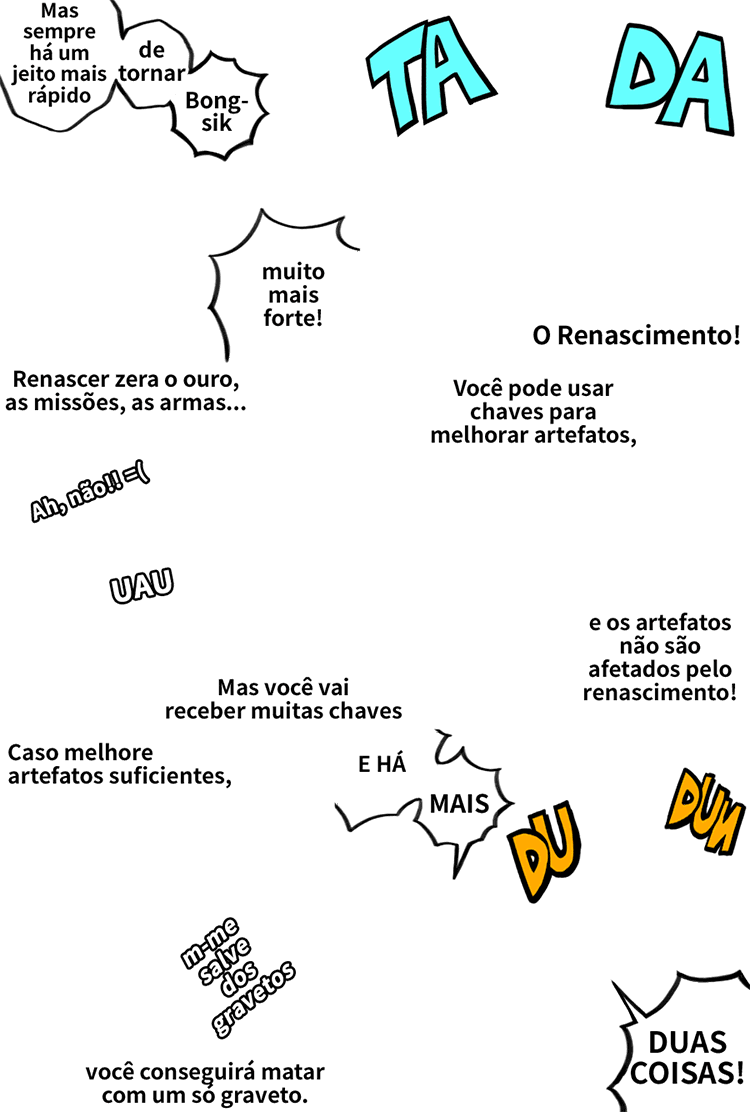 Mas
sempre
há um
jeito mais
rápido
de
tornar
Bong-
sik
TA
DA
muito
mais
forte!
O Renascimento!
Renascer zera o ouro,
as missões, as armas...
Você pode usar
chaves para
melhorar artefatos,
Ah, não!! =(
UAU
e os artefatos
não são
afetados pelo
renascimento!
Mas você vai
receber muitas chaves
Caso melhore
artefatos suficientes,
E HÁ
MAIS
DU
DUN
m-me
salve
dos
gravetos
DUAS
COISAS!
você conseguirá matar
com um só graveto.